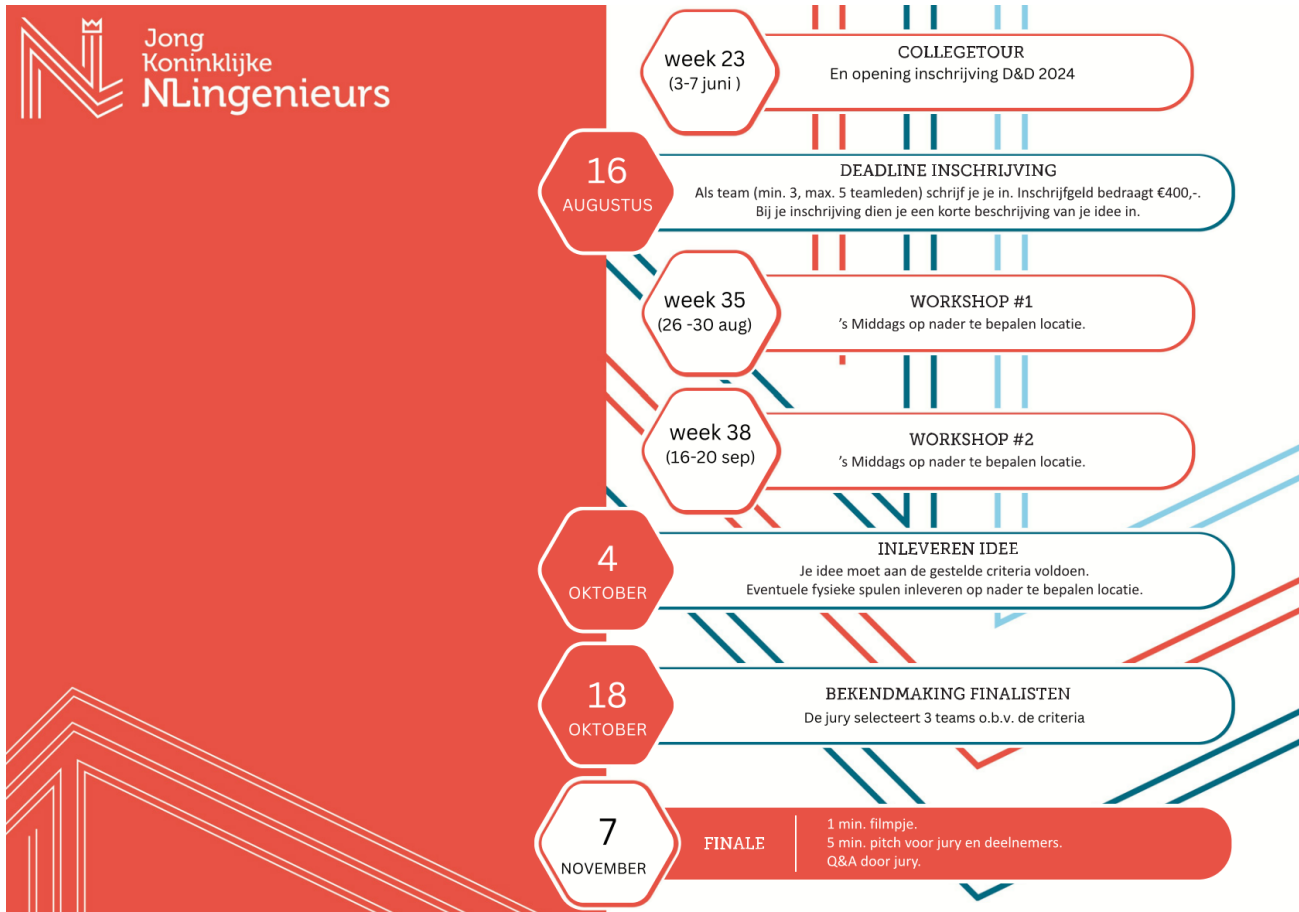 Jong
Koninklijke
NLingenieurs
week 23
(3-7 juni )
COLLEGETOUR
En opening inschrijving D&D 2024
16
AUGUSTUS
DEADLINE INSCHRIJVING
Als team (min. 3, max. 5 teamleden) schrijf je je in. Inschrijfgeld bedraagt €400,-.
Bij je inschrijving dien je een korte beschrijving van je idee in.
week 35
(26 -30 aug)
WORKSHOP #1
’s Middags op nader te bepalen locatie.
week 38
(16-20 sep)
WORKSHOP #2
’s Middags op nader te bepalen locatie.
4
OKTOBER
INLEVEREN IDEE
Je idee moet aan de gestelde criteria voldoen.
Eventuele fysieke spulen inleveren op nader te bepalen locatie.
18
OKTOBER
BEKENDMAKING FINALISTEN
De jury selecteert 3 teams o.b.v. de criteria
7
NOVEMBER
FINALE
1 min. filmpje.
5 min. pitch voor jury en deelnemers.
Q&A door jury.